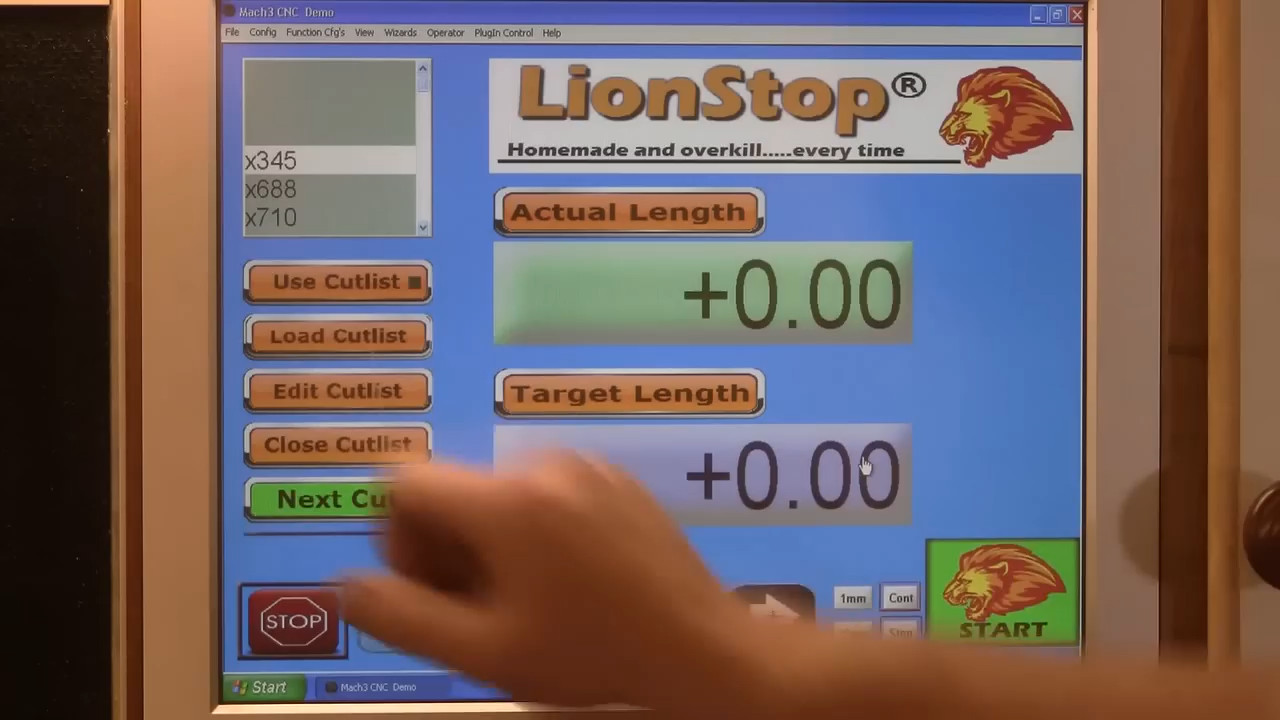 Mach3 CNC Demo
File Config Function Cfg's View Wizards Operator PlugIn Control Help
LionStop®
Homemade and overkill.....every time
x345
x688
x710
Actual Length
+0.00
Use Cutlist
Load Cutlist
Edit Cutlist
Close Cutlist
Next Cut
Target Length
+0.00
STOP
1mm Cont
START
Start Mach3 CNC Demo